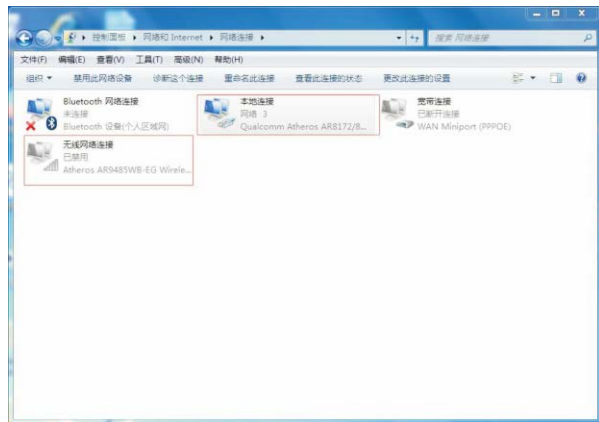 控制面板 ▸ 网络和 Internet ▸ 网络连接 ▸
搜索 网络连接
文件(F) 编辑(E) 查看(V) 工具(T) 高级(N) 帮助(H)
组织 禁用此网络设备 诊断这个连接 重命名此连接 查看此连接的状态 更改此连接的设置
Bluetooth 网络连接
未连接
Bluetooth 设备(个人区域网)
本地连接
网络 3
Qualcomm Atheros AR8172/8...
宽带连接
已断开连接
WAN Miniport (PPPOE)
无线网络连接
已禁用
Atheros AR9485WB-EG Wirele...